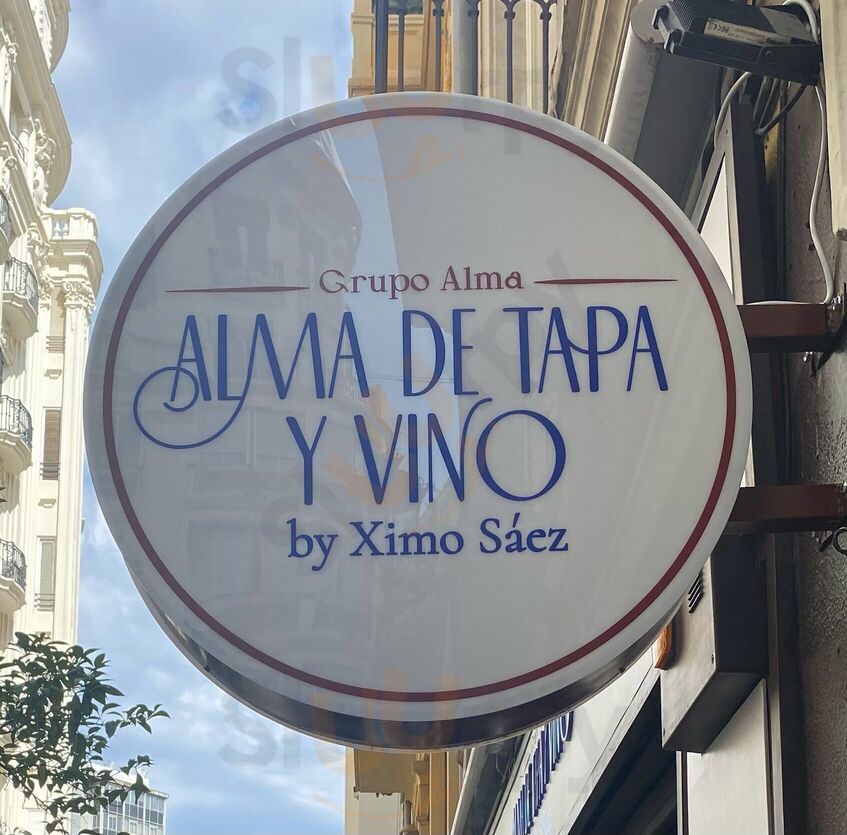 Grupo Alma
ALMA DE TAPA
Y VINO
by Ximo Sáez